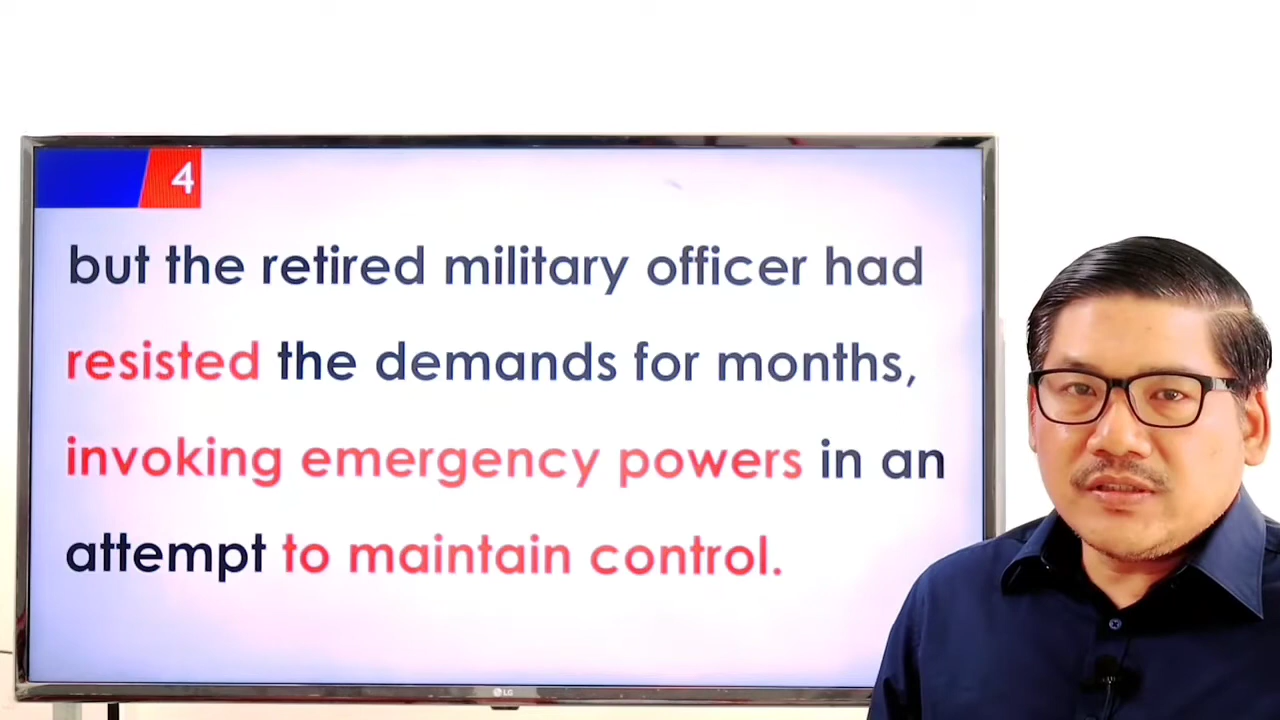 4
but the retired military officer had
resisted the demands for months,
invoking emergency powers in an
attempt to maintain control.
LG